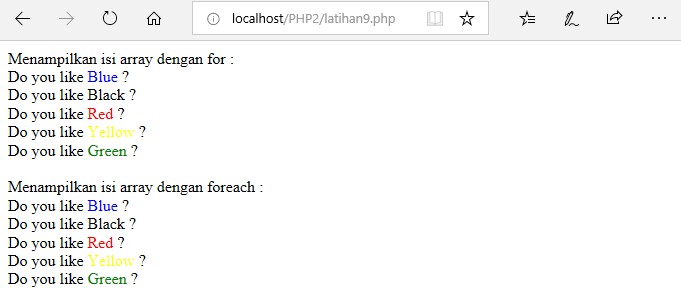 localhost/PHP2/latihan9.php
Menampilkan isi array dengan for :
Do you like Blue ?
Do you like Black ?
Do you like Red ?
Do you like Yellow ?
Do you like Green ?
Menampilkan isi array dengan foreach :
Do you like Blue ?
Do you like Black ?
Do you like Red ?
Do you like Yellow ?
Do you like Green ?